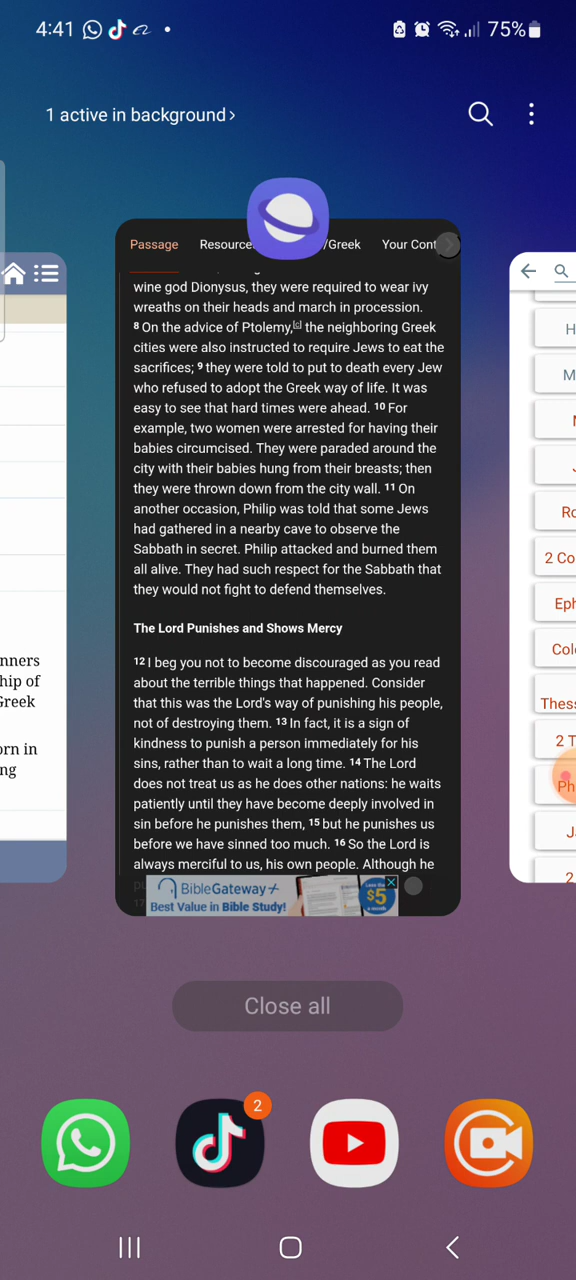 4:41
75%
1 active in background >
Passage Resource /Greek Your Cont
wine god Dionysus, they were required to wear ivy
wreaths on their heads and march in procession.
8 On the advice of Ptolemy,[c] the neighboring Greek
cities were also instructed to require Jews to eat the
sacrifices; 9 they were told to put to death every Jew
who refused to adopt the Greek way of life. It was
easy to see that hard times were ahead. 10 For
example, two women were arrested for having their
babies circumcised. They were paraded around the
city with their babies hung from their breasts; then
they were thrown down from the city wall. 11 On
another occasion, Philip was told that some Jews
had gathered in a nearby cave to observe the
Sabbath in secret. Philip attacked and burned them
all alive. They had such respect for the Sabbath that
they would not fight to defend themselves.
The Lord Punishes and Shows Mercy
12 I beg you not to become discouraged as you read
about the terrible things that happened. Consider
that this was the Lord's way of punishing his people,
not of destroying them. 13 In fact, it is a sign of
kindness to punish a person immediately for his
sins, rather than to wait a long time. 14 The Lord
does not treat us as he does other nations: he waits
patiently until they have become deeply involved in
sin before he punishes them, 15 but he punishes us
before we have sinned too much. 16 So the Lord is
always merciful to us, his own people. Although he
17
BibleGateway+
Best Value in Bible Study!
$5
nners
hip of
Greek
orn in
ng
H
M
J
Ro
2 Co
Eph
Colo
Thess
2 T
Ph
Ja
2
Close all
2